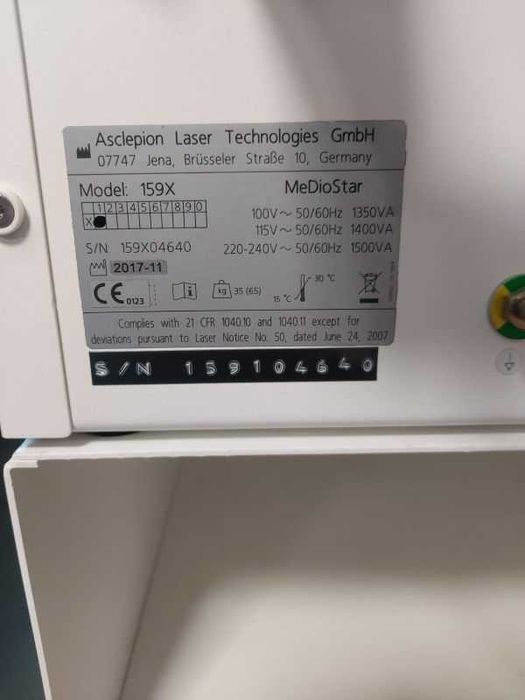 Asclepion Laser Technologies GmbH
07747 Jena, Brüsseler Straße 10, Germany
Model: 159X
MeDioStar
1 2 3 4 5 6 7 8 9 0
X
100V~ 50/60Hz 1350VA
115V~ 50/60Hz 1400VA
S/N: 159X04640
220-240V~ 50/60Hz 1500VA
2017-11
CE 0123
i
kg 35 (65)
15 °C
30 °C
Complies with 21 CFR 1040.10 and 1040.11 except for
deviations pursuant to Laser Notice No. 50, dated June 24, 2007
S/N 159104640